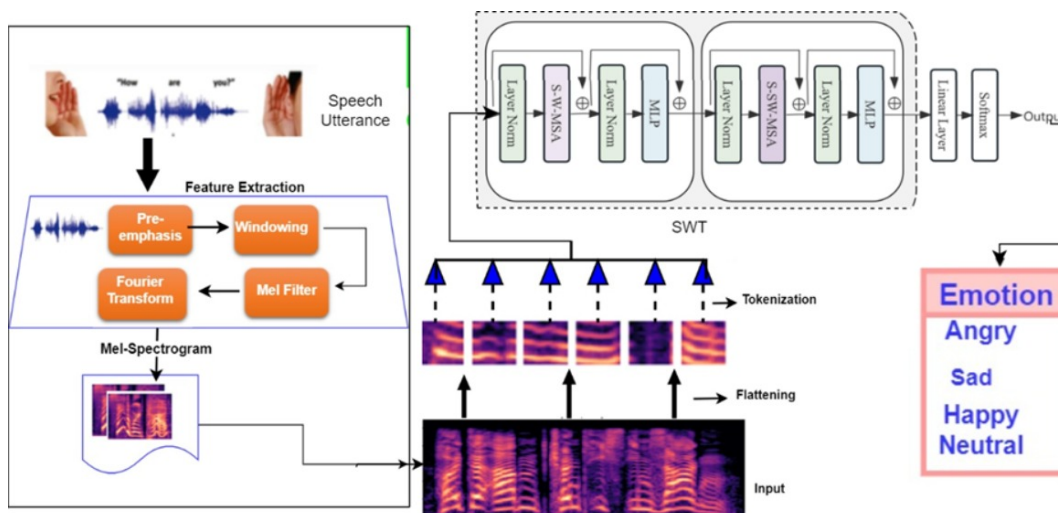 "How are you?"
Speech
Utterance
Feature Extraction
Pre-
emphasis
Windowing
Fourier
Transform
Mel Filter
Mel-Spectrogram
Layer Norm
S-W-MSA
Layer Norm
MLP
Layer Norm
S-SW-MSA
Layer Norm
MLP
Linear Layer
Softmax
Output
SWT
Tokenization
Flattening
Input
Emotion
Angry
Sad
Happy
Neutral